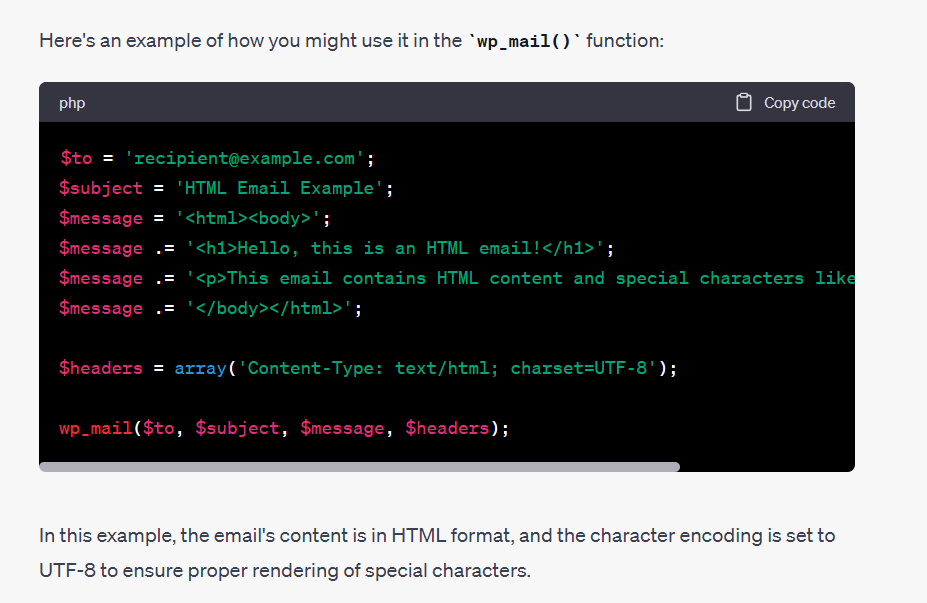 Here's an example of how you might use it in the `wp_mail()` function:
php
Copy code
$to = 'recipient@example.com';
$subject = 'HTML Email Example';
$message = '<html><body>';
$message .= '<h1>Hello, this is an HTML email!</h1>';
$message .= '<p>This email contains HTML content and special characters like
$message .= '</body></html>';
$headers = array('Content-Type: text/html; charset=UTF-8');
wp_mail($to, $subject, $message, $headers);
In this example, the email's content is in HTML format, and the character encoding is set to
UTF-8 to ensure proper rendering of special characters.